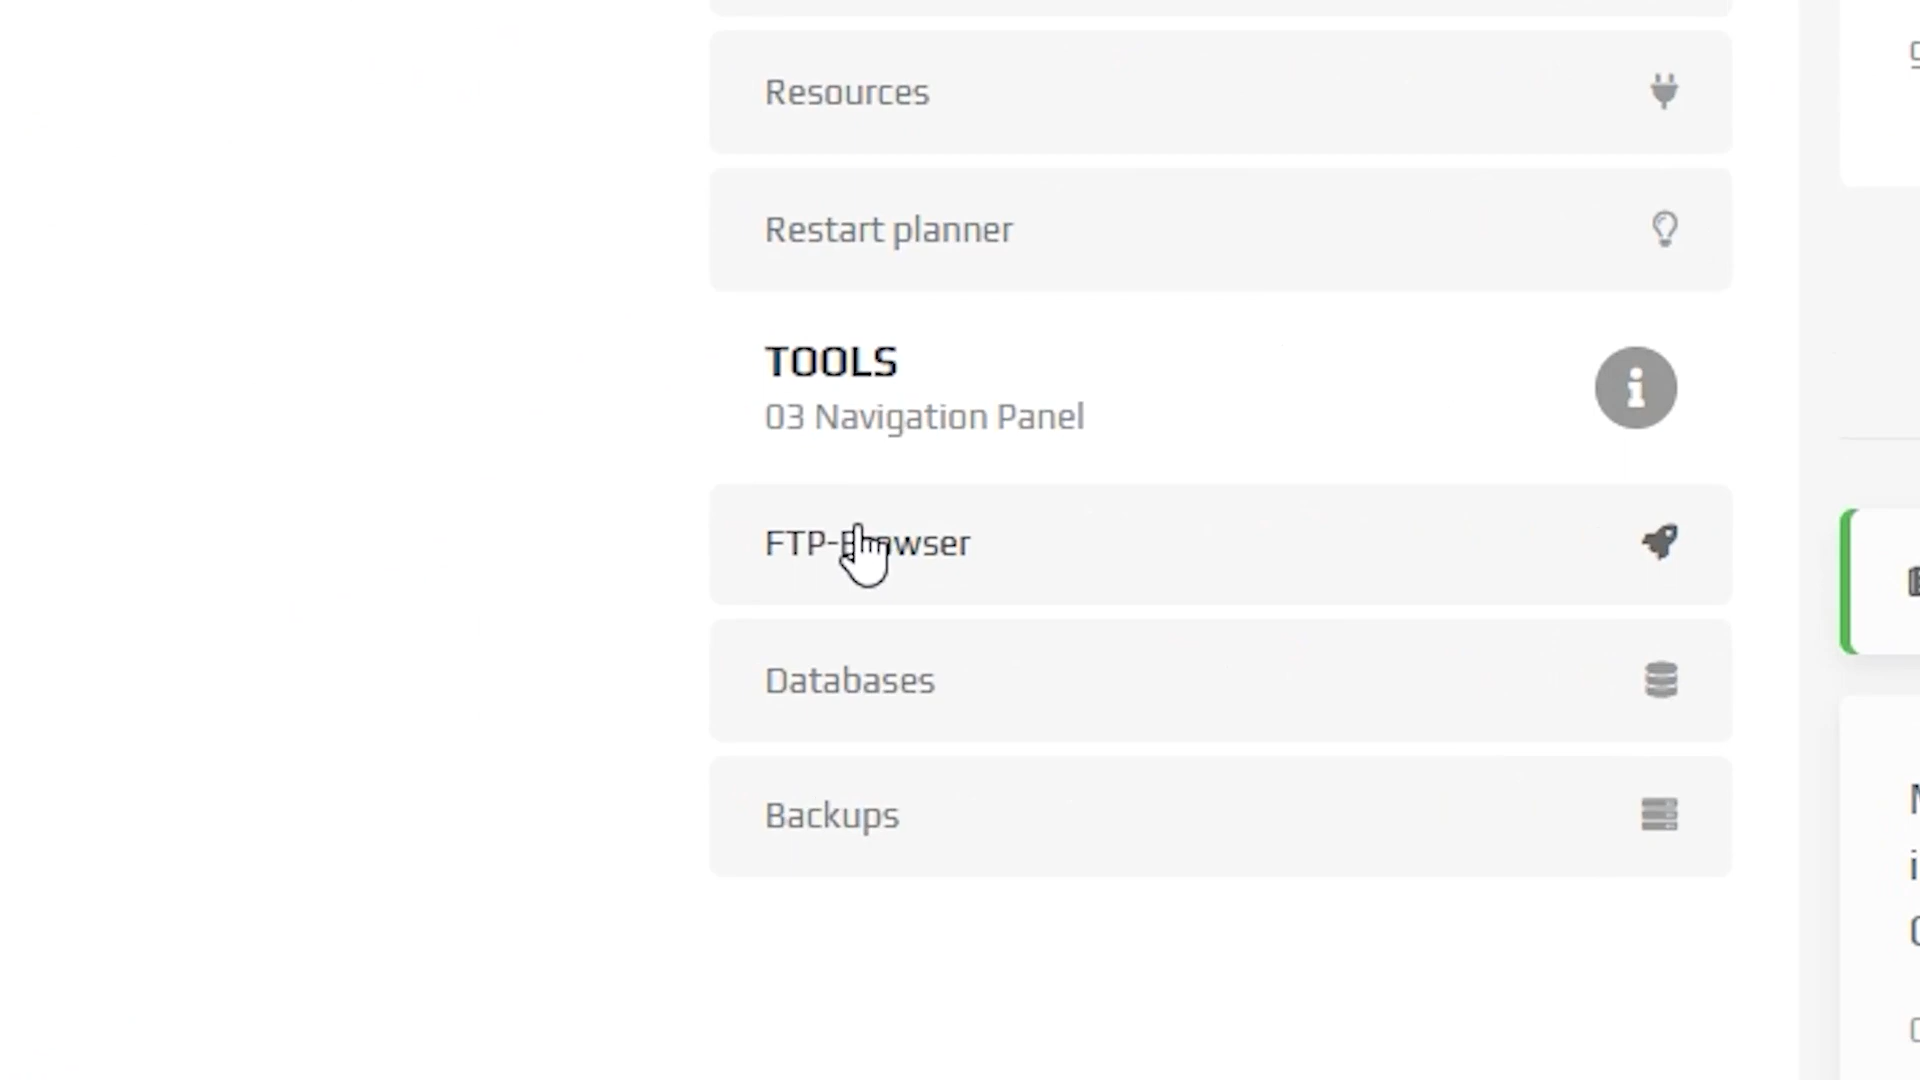 Resources
Restart planner
TOOLS
03 Navigation Panel
FTP-Browser
Databases
Backups